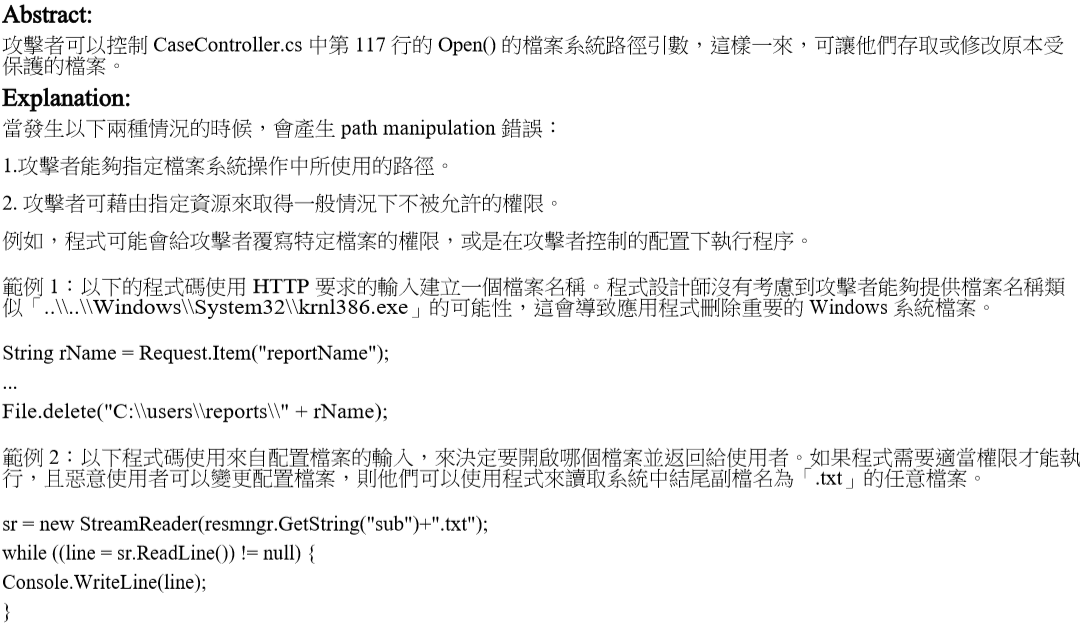 Abstract:
攻擊者可以控制 CaseController.cs 中第 117 行的 Open() 的檔案系統路徑引數，這樣一來，可讓他們存取或修改原本受
保護的檔案。
Explanation:
當發生以下兩種情況的時候，會產生 path manipulation 錯誤：
1.攻擊者能夠指定檔案系統操作中所使用的路徑。
2. 攻擊者可藉由指定資源來取得一般情況下不被允許的權限。
例如，程式可能會給攻擊者覆寫特定檔案的權限，或是在攻擊者控制的配置下執行程序。
範例 1：以下的程式碼使用 HTTP 要求的輸入建立一個檔案名稱。程式設計師沒有考慮到攻擊者能夠提供檔案名稱類
似「..\\..\\Windows\\System32\\krnl386.exe」的可能性，這會導致應用程式刪除重要的 Windows 系統檔案。
String rName = Request.Item("reportName");
...
File.delete("C:\\users\\reports\\" + rName);
範例 2：以下程式碼使用來自配置檔案的輸入，來決定要開啟哪個檔案並返回給使用者。如果程式需要適當權限才能執
行，且惡意使用者可以變更配置檔案，則他們可以使用程式來讀取系統中結尾副檔名為「.txt」的任意檔案。
sr = new StreamReader(resmngr.GetString("sub")+".txt");
while ((line = sr.ReadLine()) != null) {
Console.WriteLine(line);
}